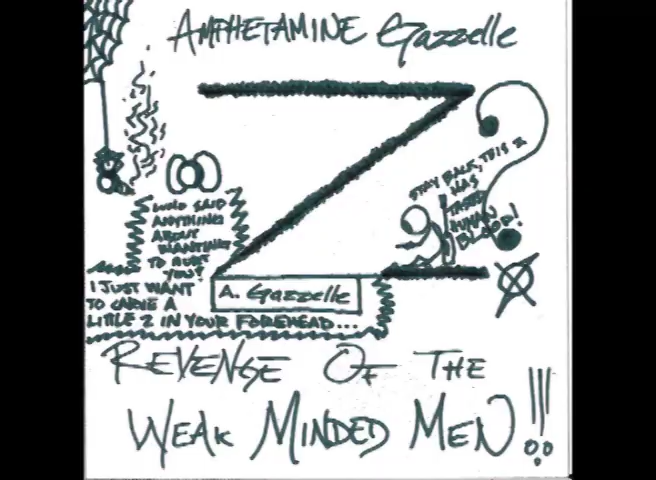 AMPHETAMINE Gazzelle
Z
STAY BACK, THIS Z
HAS
TASTED
HUMAN
BLOOD!
WHO SAID
ANYTHING
ABOUT
WANTING
TO HURT
YOU?
I JUST WANT
TO CARVE A
LITTLE Z IN YOUR FOREHEAD...
A. Gazzelle
REVENGE OF THE
WEAK MINDED MEN!!!